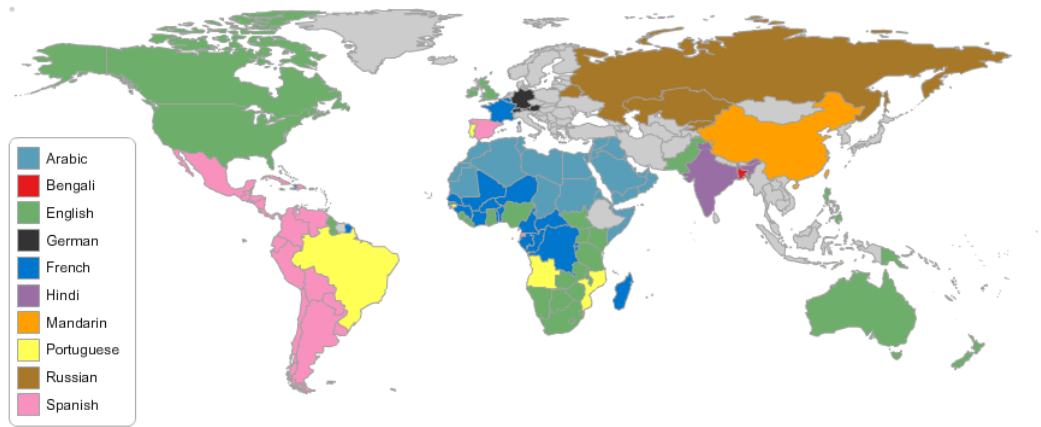 Arabic
Bengali
English
German
French
Hindi
Mandarin
Portuguese
Russian
Spanish